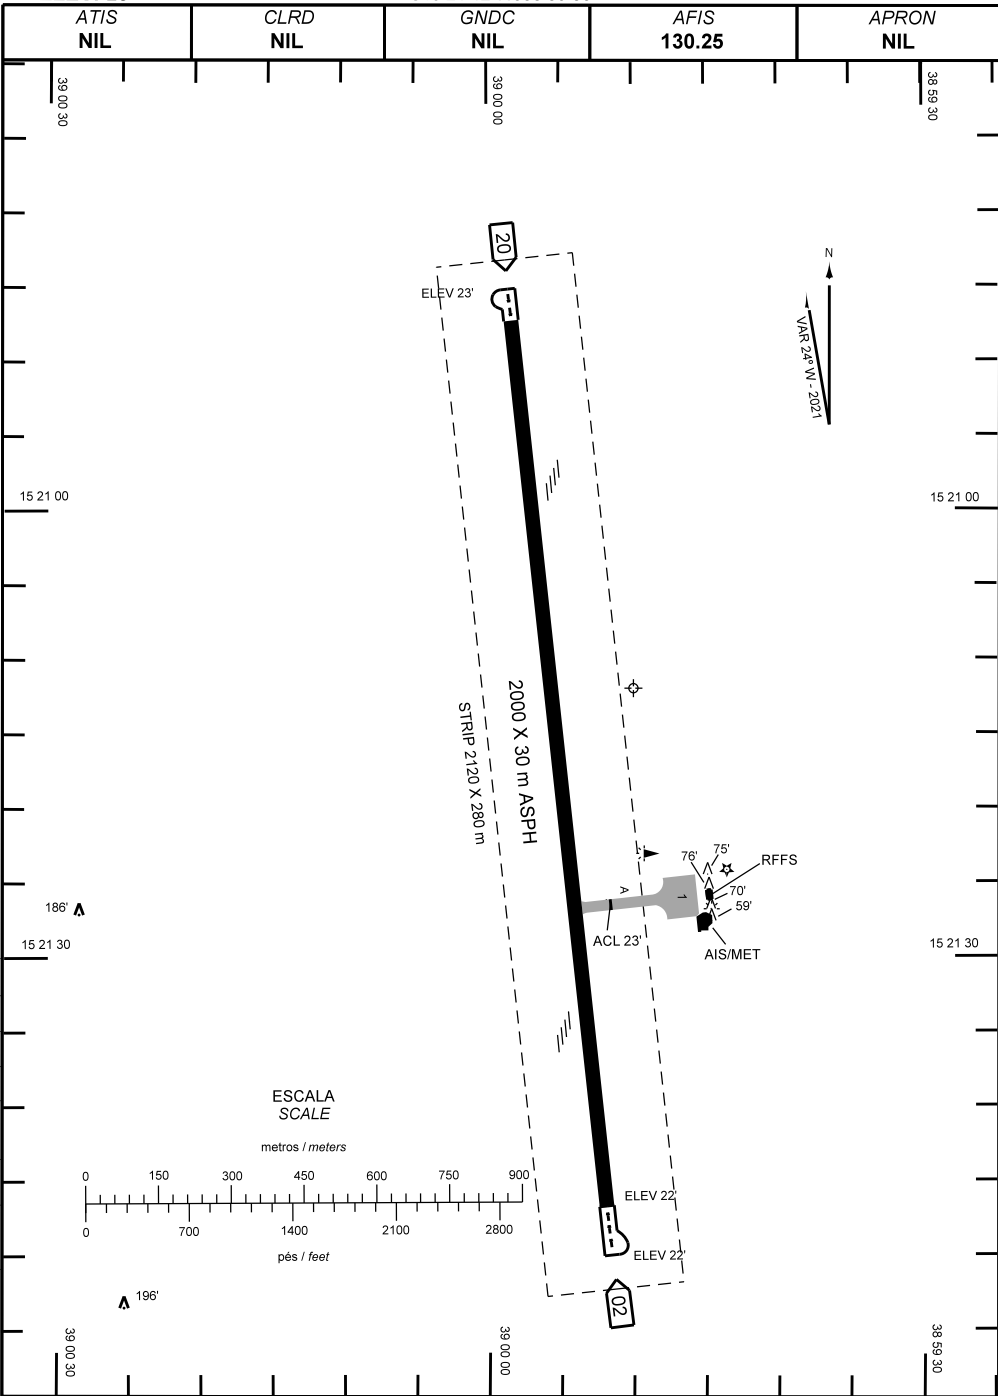 ATIS CLRD GNDC AFIS APRON
NIL NIL NIL 130.25 NIL
39 00 30
39 00 00
38 59 30
20
ELEV 23'
N
VAR 24º W - 2021
15 21 00
15 21 00
2000 X 30 m ASPH
STRIP 2120 X 280 m
76'
75'
RFFS
70'
59'
A
1
ACL 23'
AIS/MET
186'
15 21 30
15 21 30
ESCALA
SCALE
metros / meters
0 150 300 450 600 750 900
0 700 1400 2100 2800
pés / feet
ELEV 22'
ELEV 22'
02
196'
39 00 30
39 00 00
38 59 30